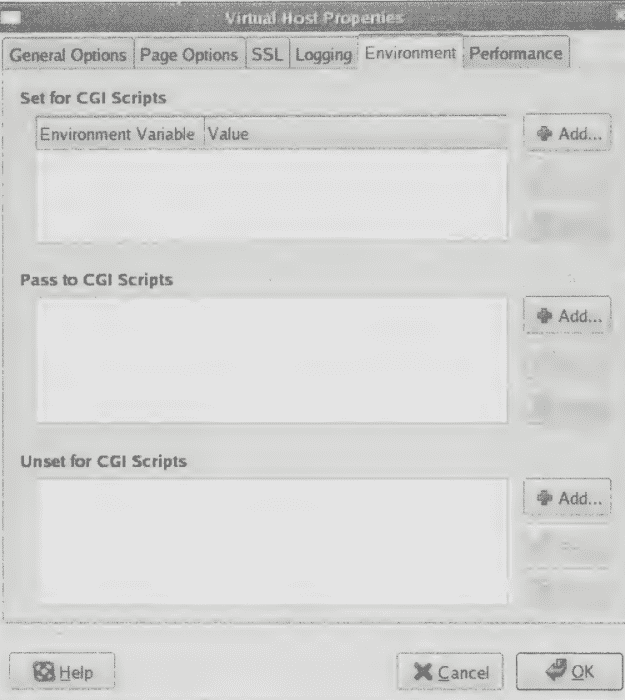 Virtual Host Properties
General Options Page Options SSL Logging Environment Performance
Set for CGI Scripts
Environment Variable Value
Add...
Pass to CGI Scripts
Add...
Unset for CGI Scripts
Add...
Help Cancel OK